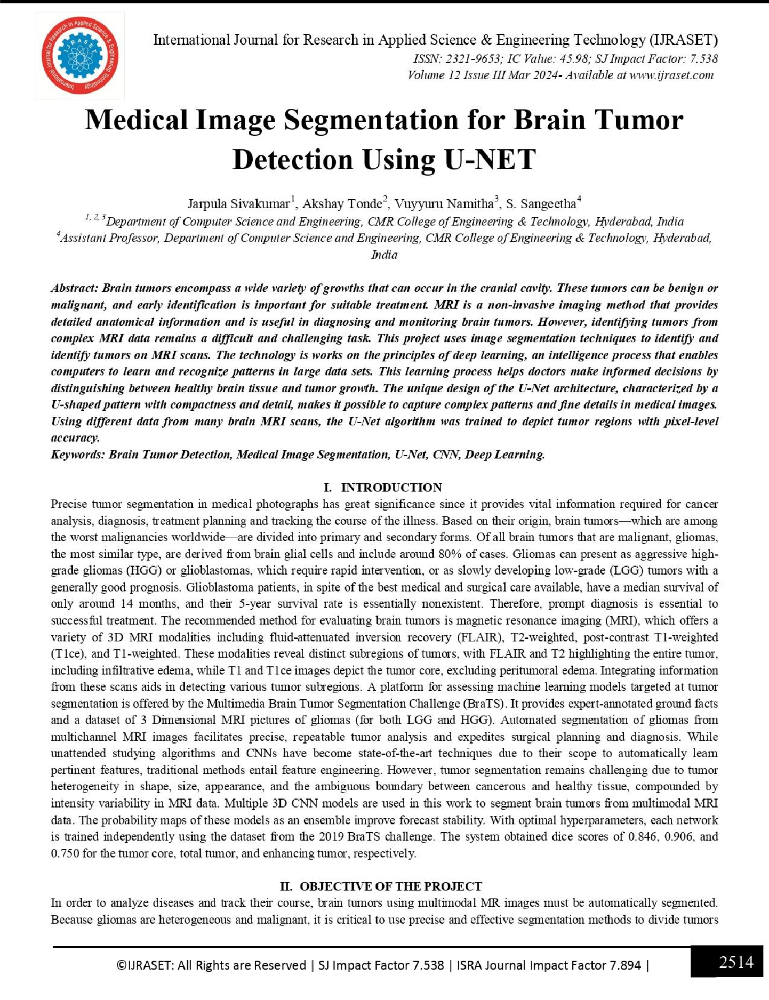 International Journal for Research in Applied Science & Engineering Technology
IJRASET
International Journal for Research in Applied Science & Engineering Technology (IJRASET)
ISSN: 2321-9653; IC Value: 45.98; SJ Impact Factor: 7.538
Volume 12 Issue III Mar 2024- Available at www.ijraset.com
Medical Image Segmentation for Brain Tumor
Detection Using U-NET
Jarpula Sivakumar1, Akshay Tonde2, Vuyyuru Namitha3, S. Sangeetha4
1, 2, 3Department of Computer Science and Engineering, CMR College of Engineering & Technology, Hyderabad, India
4Assistant Professor, Department of Computer Science and Engineering, CMR College of Engineering & Technology, Hyderabad,
India
Abstract: Brain tumors encompass a wide variety of growths that can occur in the cranial cavity. These tumors can be benign or
malignant, and early identification is important for suitable treatment. MRI is a non-invasive imaging method that provides
detailed anatomical information and is useful in diagnosing and monitoring brain tumors. However, identifying tumors from
complex MRI data remains a difficult and challenging task. This project uses image segmentation techniques to identify and
identify tumors on MRI scans. The technology is works on the principles of deep learning, an intelligence process that enables
computers to learn and recognize patterns in large data sets. This learning process helps doctors make informed decisions by
distinguishing between healthy brain tissue and tumor growth. The unique design of the U-Net architecture, characterized by a
U-shaped pattern with compactness and detail, makes it possible to capture complex patterns and fine details in medical images.
Using different data from many brain MRI scans, the U-Net algorithm was trained to depict tumor regions with pixel-level
accuracy.
Keywords: Brain Tumor Detection, Medical Image Segmentation, U-Net, CNN, Deep Learning.
I. INTRODUCTION
Precise tumor segmentation in medical photographs has great significance since it provides vital information required for cancer
analysis, diagnosis, treatment planning and tracking the course of the illness. Based on their origin, brain tumors—which are among
the worst malignancies worldwide—are divided into primary and secondary forms. Of all brain tumors that are malignant, gliomas,
the most similar type, are derived from brain glial cells and include around 80% of cases. Gliomas can present as aggressive high-
grade gliomas (HGG) or glioblastomas, which require rapid intervention, or as slowly developing low-grade (LGG) tumors with a
generally good prognosis. Glioblastoma patients, in spite of the best medical and surgical care available, have a median survival of
only around 14 months, and their 5-year survival rate is essentially nonexistent. Therefore, prompt diagnosis is essential to
successful treatment. The recommended method for evaluating brain tumors is magnetic resonance imaging (MRI), which offers a
variety of 3D MRI modalities including fluid-attenuated inversion recovery (FLAIR), T2-weighted, post-contrast T1-weighted
(T1ce), and T1-weighted. These modalities reveal distinct subregions of tumors, with FLAIR and T2 highlighting the entire tumor,
including infiltrative edema, while T1 and T1ce images depict the tumor core, excluding peritumoral edema. Integrating information
from these scans aids in detecting various tumor subregions. A platform for assessing machine learning models targeted at tumor
segmentation is offered by the Multimedia Brain Tumor Segmentation Challenge (BraTS). It provides expert-annotated ground facts
and a dataset of 3 Dimensional MRI pictures of gliomas (for both LGG and HGG). Automated segmentation of gliomas from
multichannel MRI images facilitates precise, repeatable tumor analysis and expedites surgical planning and diagnosis. While
unattended studying algorithms and CNNs have become state-of-the-art techniques due to their scope to automatically learn
pertinent features, traditional methods entail feature engineering. However, tumor segmentation remains challenging due to tumor
heterogeneity in shape, size, appearance, and the ambiguous boundary between cancerous and healthy tissue, compounded by
intensity variability in MRI data. Multiple 3D CNN models are used in this work to segment brain tumors from multimodal MRI
data. The probability maps of these models as an ensemble improve forecast stability. With optimal hyperparameters, each network
is trained independently using the dataset from the 2019 BraTS challenge. The system obtained dice scores of 0.846, 0.906, and
0.750 for the tumor core, total tumor, and enhancing tumor, respectively.
II. OBJECTIVE OF THE PROJECT
In order to analyze diseases and track their course, brain tumors using multimodal MR images must be automatically segmented.
Because gliomas are heterogeneous and malignant, it is critical to use precise and effective segmentation methods to divide tumors
©IJRASET: All Rights are Reserved | SJ Impact Factor 7.538 | ISRA Journal Impact Factor 7.894 |
2514